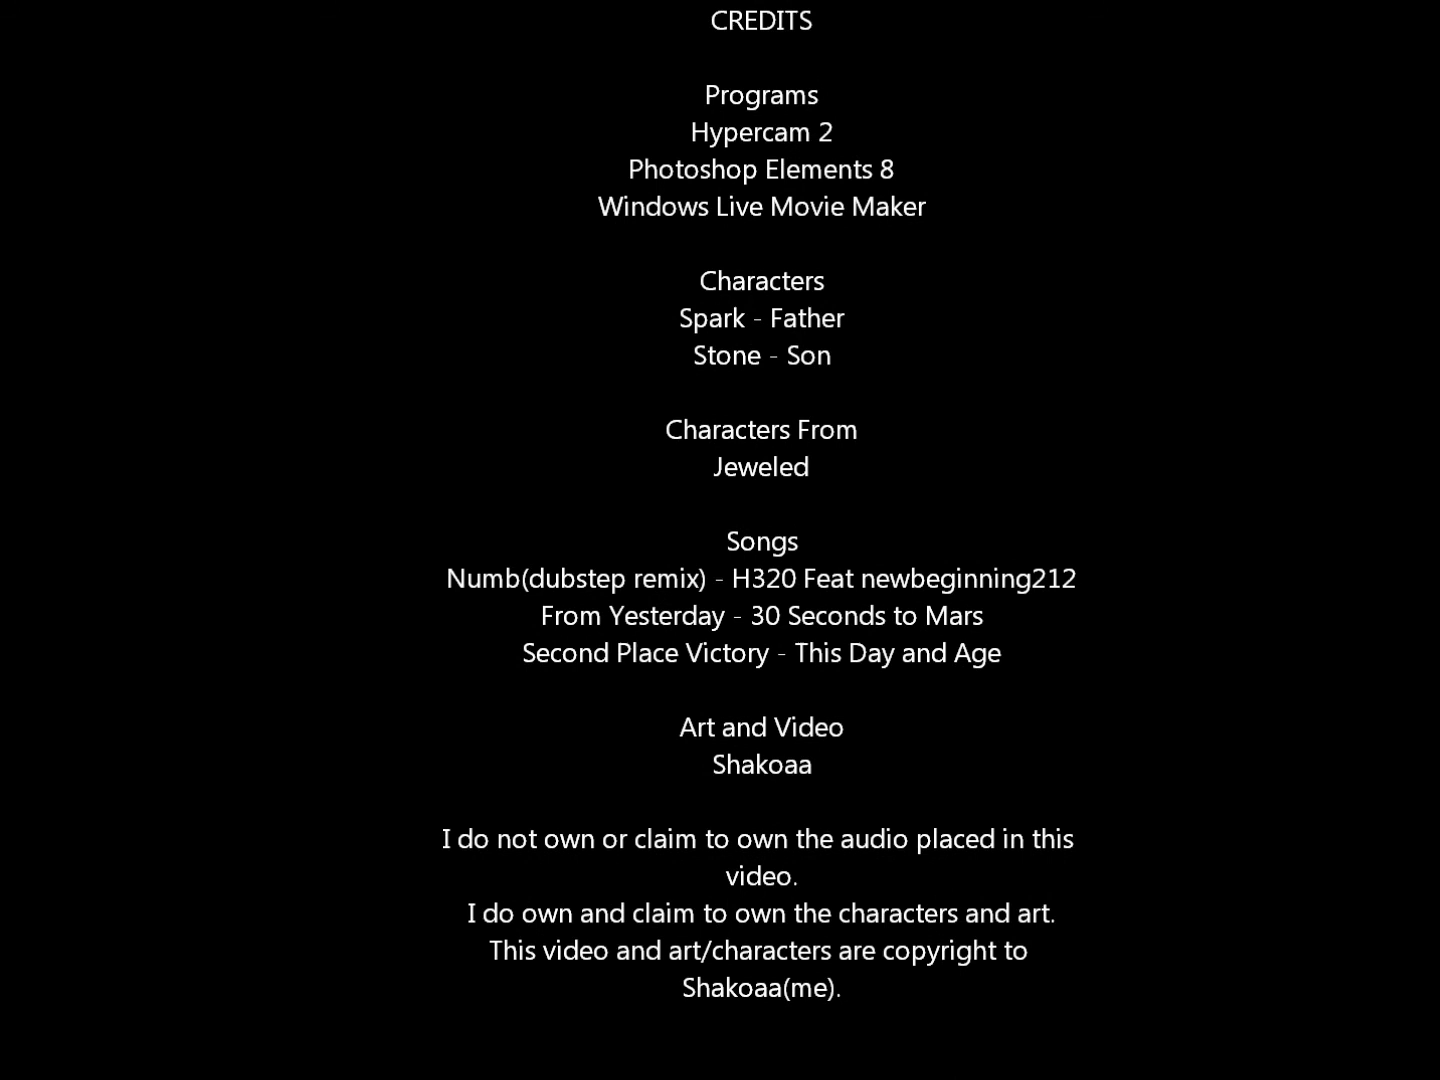 CREDITS
Programs
Hypercam 2
Photoshop Elements 8
Windows Live Movie Maker
Characters
Spark - Father
Stone - Son
Characters From
Jeweled
Songs
Numb(dubstep remix) - H320 Feat newbeginning212
From Yesterday - 30 Seconds to Mars
Second Place Victory - This Day and Age
Art and Video
Shakoaa
I do not own or claim to own the audio placed in this
video.
I do own and claim to own the characters and art.
This video and art/characters are copyright to
Shakoaa(me).